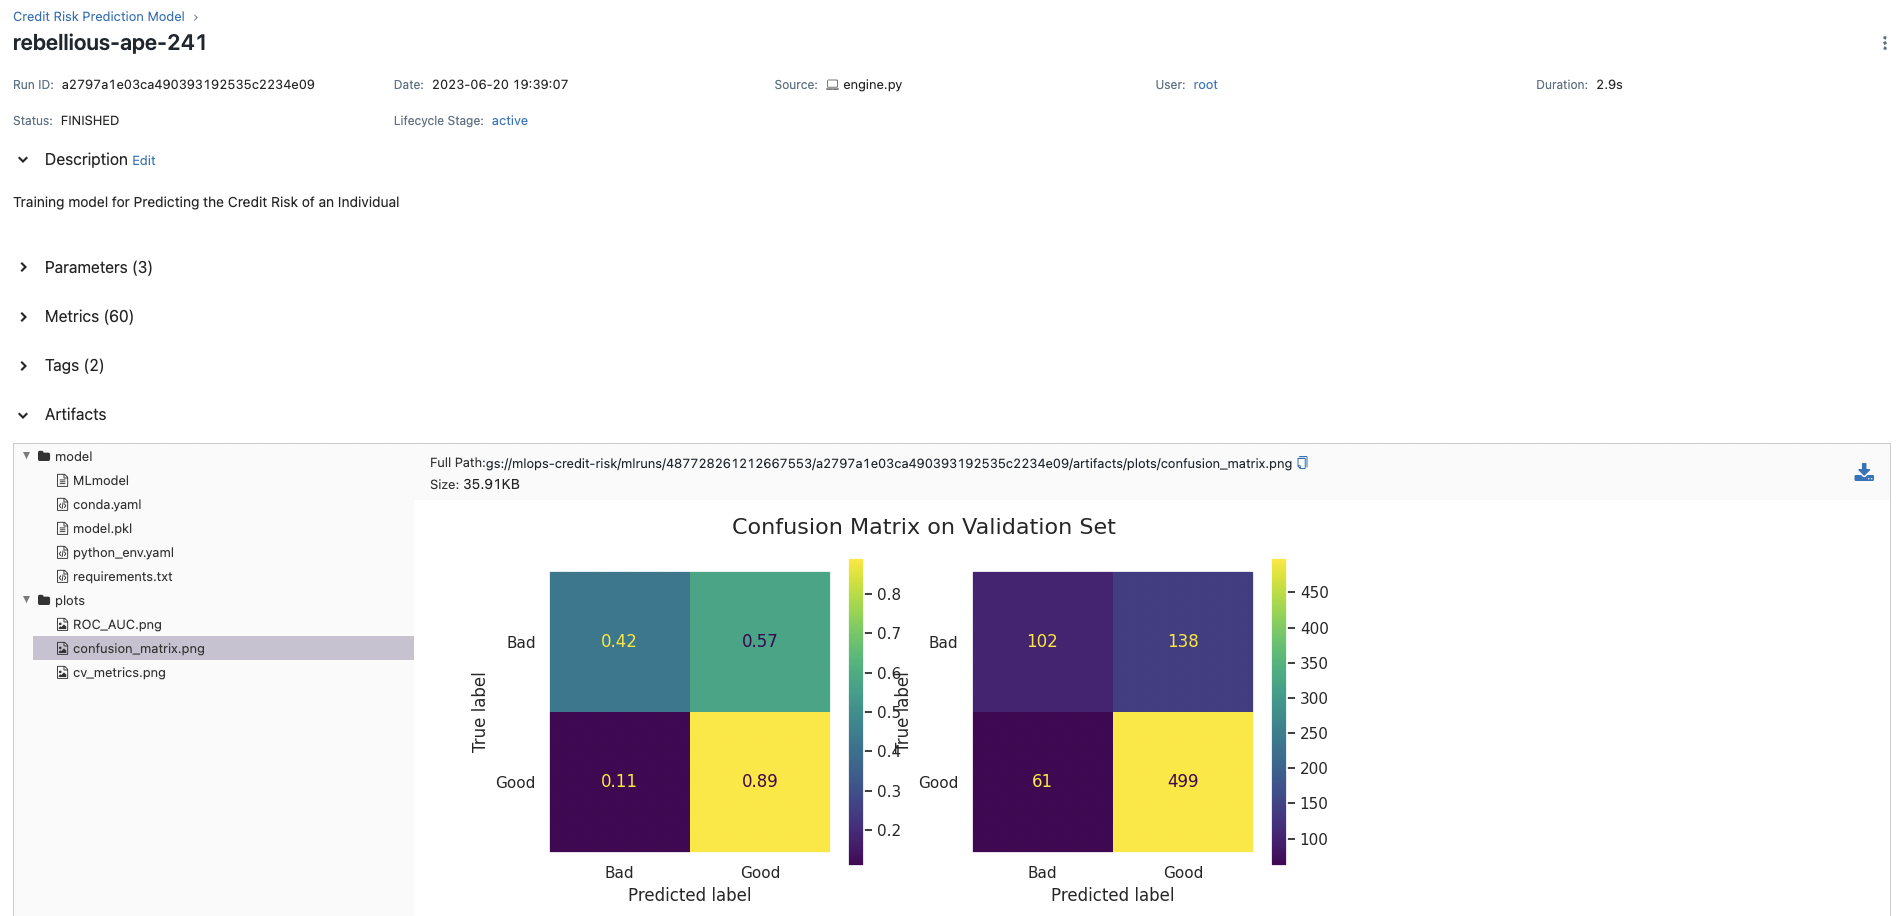 Credit Risk Prediction Model ›
rebellious-ape-241
Run ID: a2797a1e03ca490393192535c2234e09
Date: 2023-06-20 19:39:07
Source: engine.py
User: root
Duration: 2.9s
Status: FINISHED
Lifecycle Stage: active
Description Edit
Training model for Predicting the Credit Risk of an Individual
Parameters (3)
Metrics (60)
Tags (2)
Artifacts
model
MLmodel
conda.yaml
model.pkl
python_env.yaml
requirements.txt
plots
ROC_AUC.png
confusion_matrix.png
cv_metrics.png
Full Path:gs://mlops-credit-risk/mlruns/487728261212667553/a2797a1e03ca490393192535c2234e09/artifacts/plots/confusion_matrix.png
Size: 35.91KB
Confusion Matrix on Validation Set
True label
Bad
Good
0.42 0.57
0.11 0.89
Bad Good
Predicted label
0.8
0.7
0.6
0.5
0.4
0.3
0.2
True label
Bad
Good
102 138
61 499
Bad Good
Predicted label
450
400
350
300
250
200
150
100